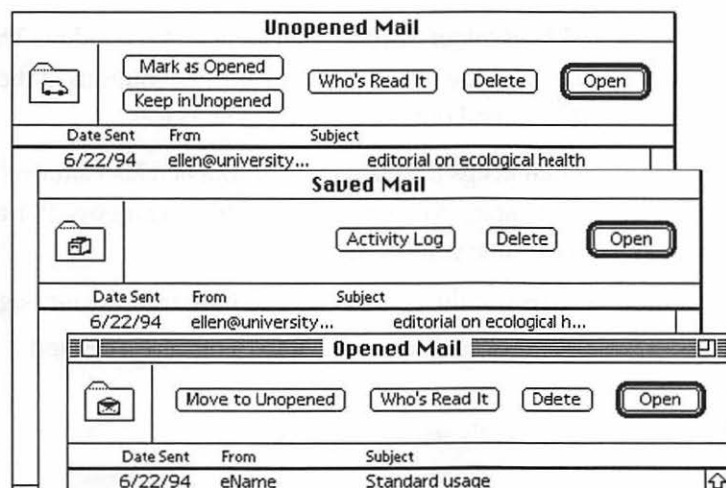 Unopened Mail
Mark as Opened
Keep in Unopened
Who's Read It
Delete
Open
Date Sent From Subject
6/22/94 ellen@university... editorial on ecological health
Saved Mail
Activity Log Delete Open
Date Sent From Subject
6/22/94 ellen@university... editorial on ecological h...
Opened Mail
Move to Unopened Who's Read It Delete Open
Date Sent From Subject
6/22/94 eName Standard usage